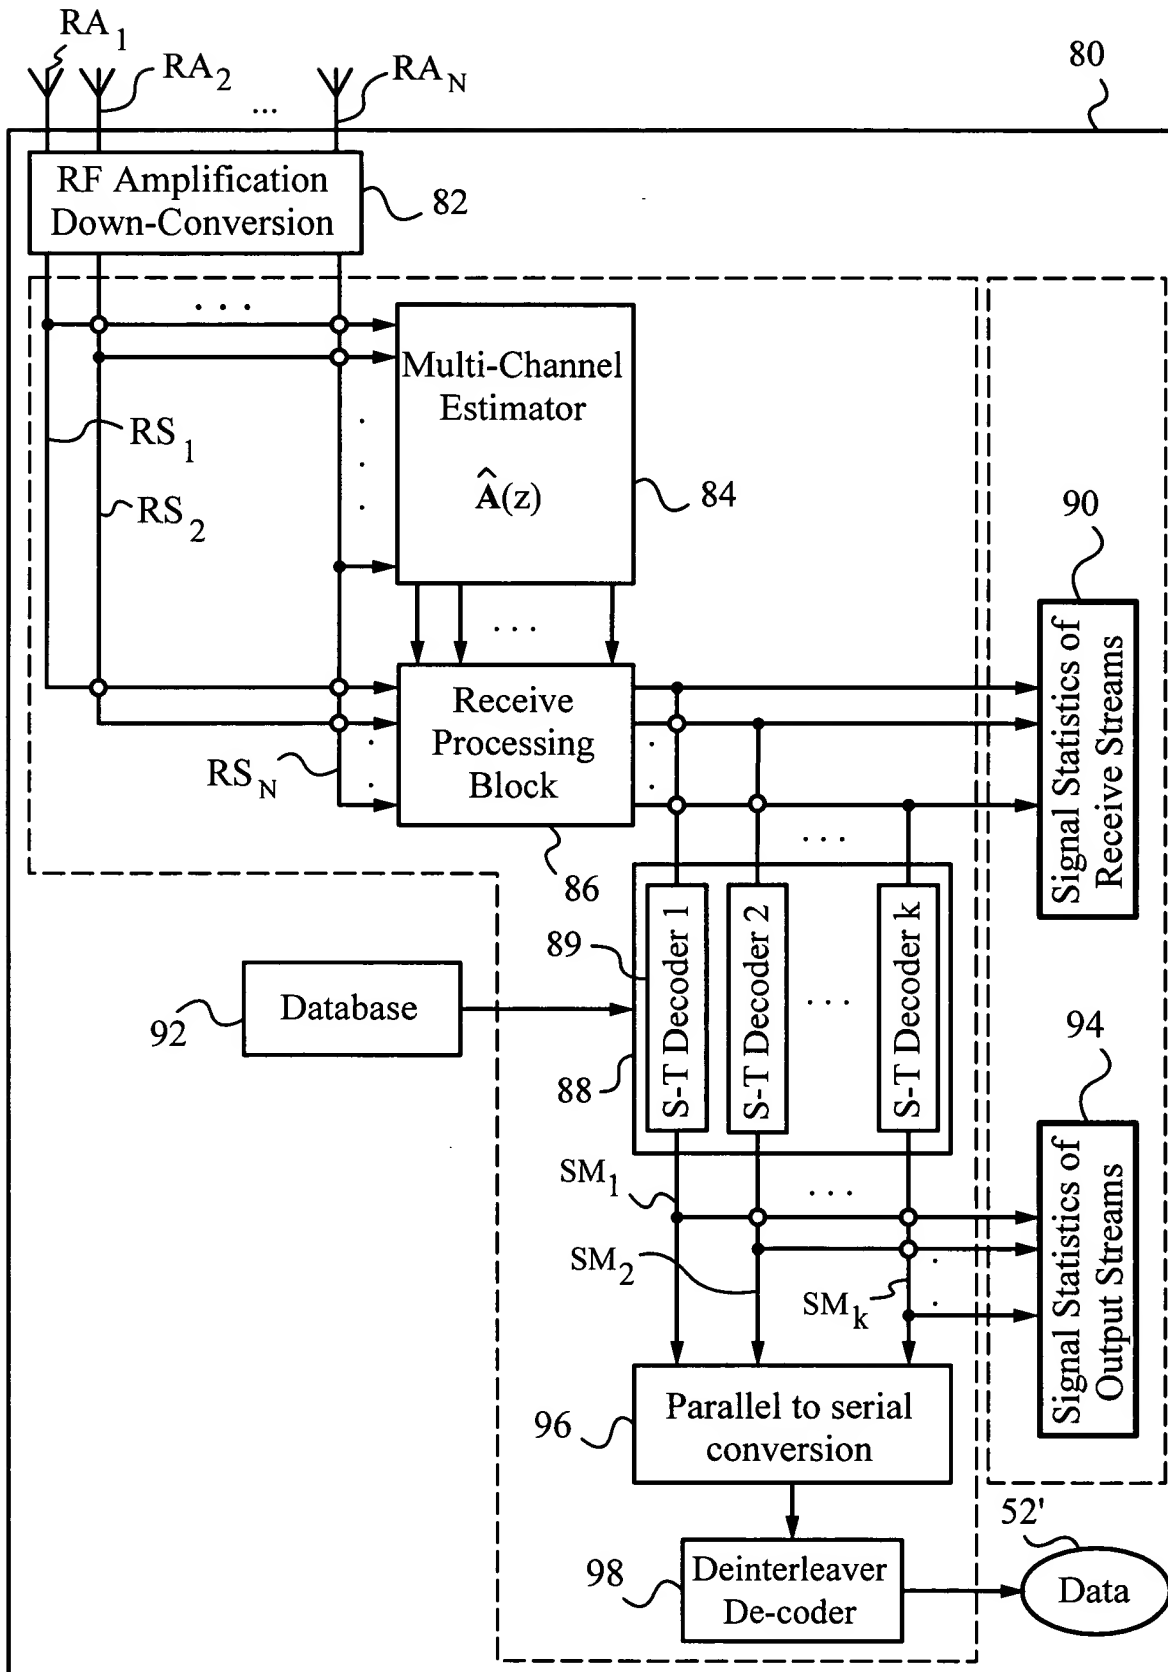 RA1
RA2
...
RAN
80
RF Amplification
Down-Conversion
82
. . .
Multi-Channel
Estimator
Â(z)
84
RS1
RS2
90
Signal Statistics of
Receive Streams
. . .
Receive
Processing
Block
RSN
86
. . .
89
S-T Decoder 1
S-T Decoder 2
. . .
S-T Decoder k
Database
92
88
94
Signal Statistics of
Output Streams
SM1
. . .
SM2
SMk
96
Parallel to serial
conversion
52'
98
Deinterleaver
De-coder
Data